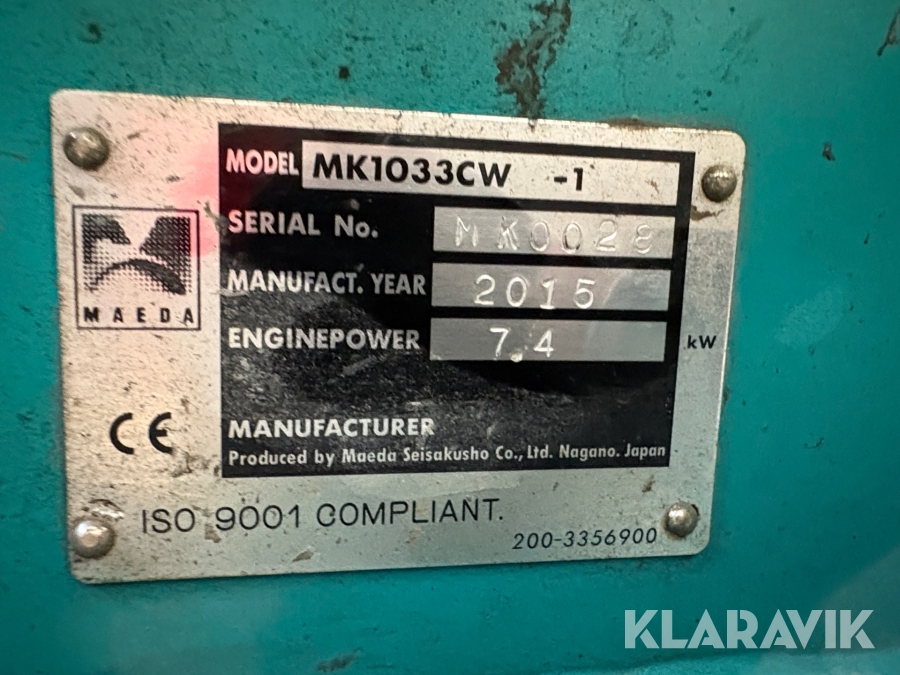 MODEL MK1033CW -1
SERIAL No. MK0028
MANUFACT. YEAR 2015
ENGINEPOWER 7.4 kW
MAEDA
CE
MANUFACTURER
Produced by Maeda Seisakusho Co., Ltd. Nagano. Japan
ISO 9001 COMPLIANT.
200-3356900
KLARAVIK